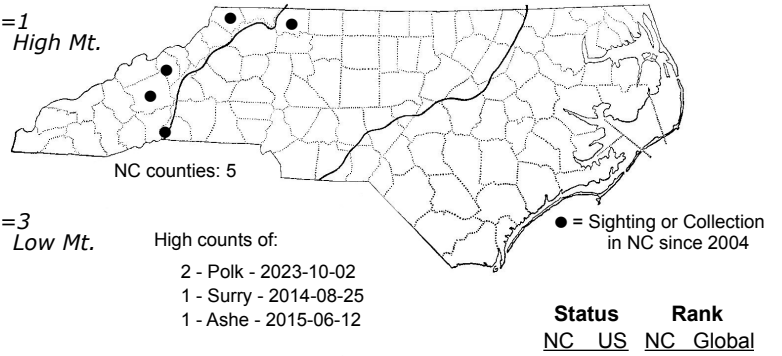 =1
High Mt.
NC counties: 5
● = Sighting or Collection
in NC since 2004
=3
Low Mt.
High counts of:
2 - Polk - 2023-10-02
1 - Surry - 2014-08-25
1 - Ashe - 2015-06-12
Status Rank
NC US NC Global